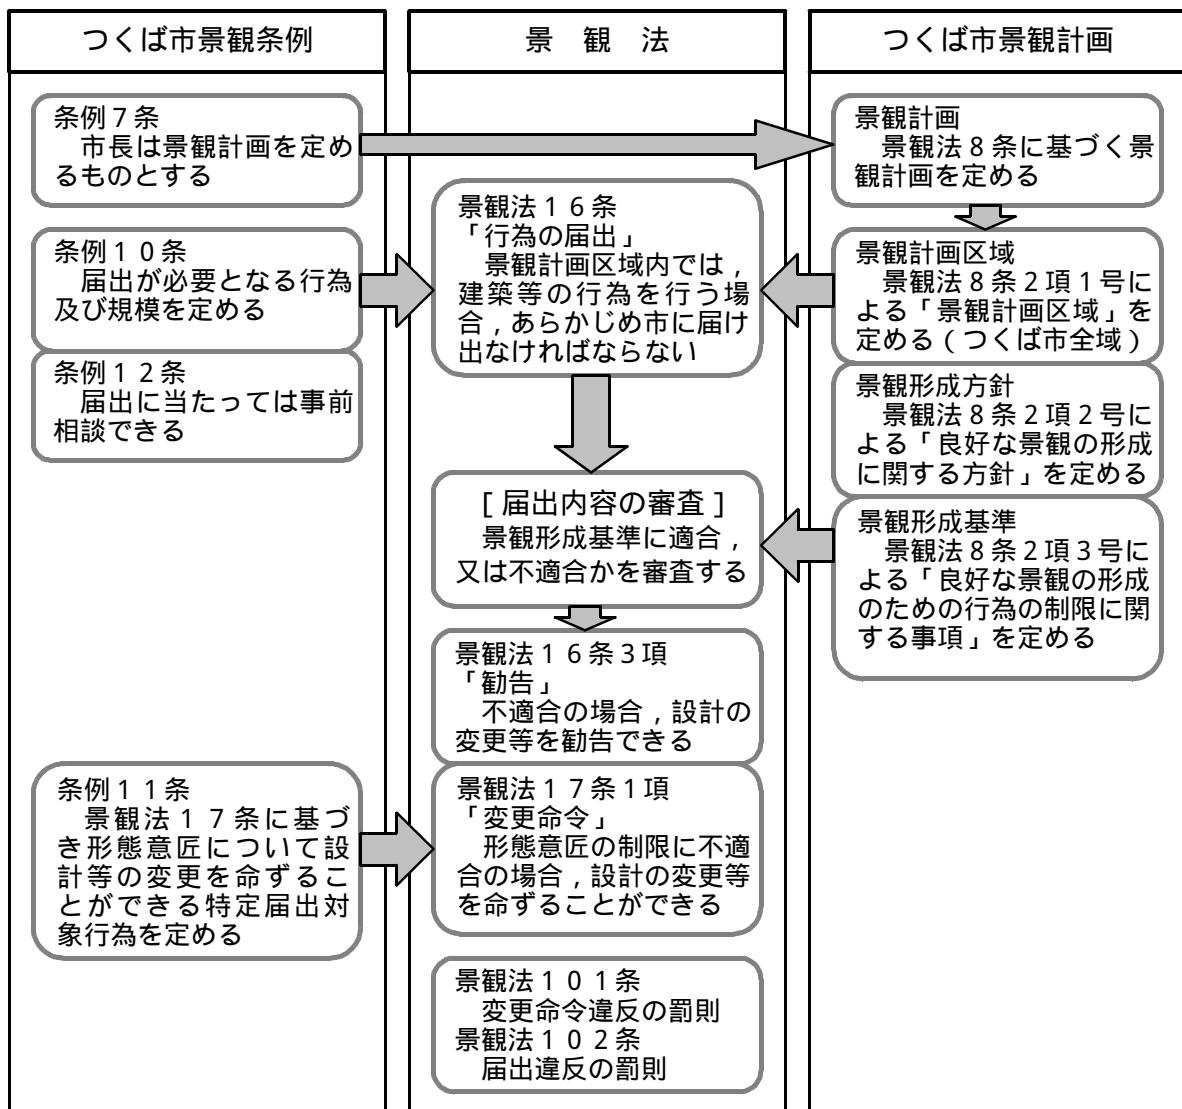 つくば市景観条例
条例７条
市長は景観計画を定め
るものとする
条例１０条
届出が必要となる行為
及び規模を定める
条例１２条
届出に当たっては事前
相談できる
条例１１条
景観法１７条に基づ
き形態意匠について設
計等の変更を命ずるこ
とができる特定届出対
象行為を定める
景　観　法
景観法１６条
「行為の届出」
景観計画区域内では，
建築等の行為を行う場
合，あらかじめ市に届け
出なければならない
［届出内容の審査］
景観形成基準に適合，
又は不適合かを審査する
景観法１６条３項
「勧告」
不適合の場合，設計の
変更等を勧告できる
景観法１７条１項
「変更命令」
形態意匠の制限に不適
合の場合，設計の変更等
を命ずることができる
景観法１０１条
変更命令違反の罰則
景観法１０２条
届出違反の罰則
つくば市景観計画
景観計画
景観法８条に基づく景
観計画を定める
景観計画区域
景観法８条２項１号に
よる「景観計画区域」を
定める（つくば市全域）
景観形成方針
景観法８条２項２号に
よる「良好な景観の形成
に関する方針」を定める
景観形成基準
景観法８条２項３号に
よる「良好な景観の形成
のための行為の制限に関
する事項」を定める